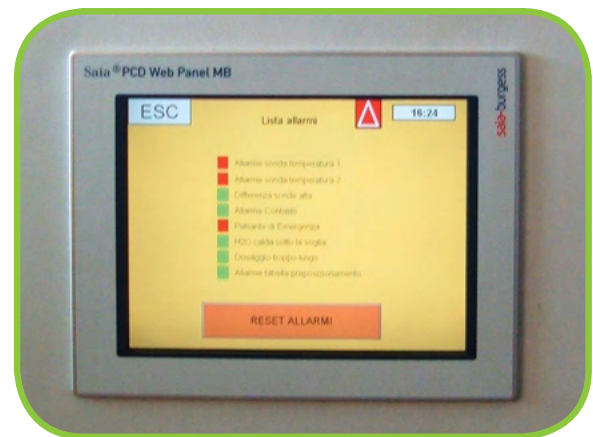 Saia®PCD Web Panel MB
saia-burgess
ESC
Lista allarmi
16:24
Allarme sonda temperatura 1
Allarme sonda temperatura 2
Differenza sonde alta
Allarme Contalitri
Pulsante di Emergenza
H2O calda sotto la soglia
Dosaggio troppo lungo
Allarme tabella preposizionamento
RESET ALLARMI